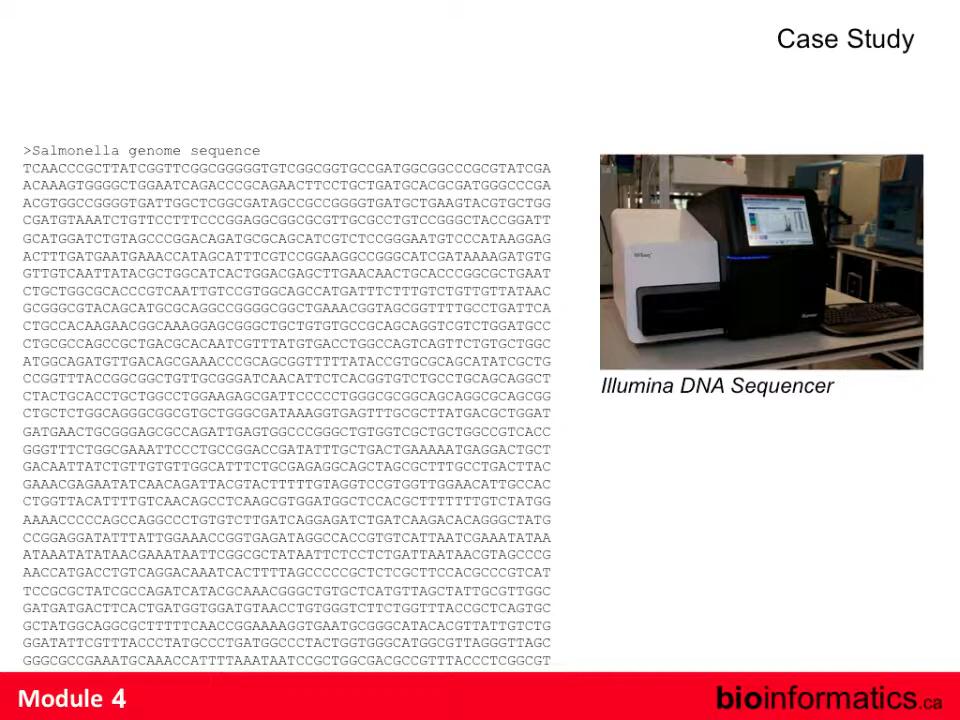 Case Study
>Salmonella genome sequence
TCAACCCGCTTATCGGTTCGGCGGGGGTGTCGGCGGTGCCGATGGCGGCCCGCGTATCGA
ACAAAGTGGGGCTGGAATCAGACCCGCAGAACTTCCTGCTGATGCACGCGATGGGCCCGA
ACGTGGCCGGGGTGATTGGCTCGGCGATAGCCGCCGGGGTGATGCTGAAGTACGTGCTGG
CGATGTAAATCTGTTCCTTTCCCGGAGGCGGCGCGTTGCGCCTGTCCGGGCTACCGGATT
GCATGGATCTGTAGCCCGGACAGATGCGCAGCATCGTCTCCGGGAATGTCCCATAAGGAG
ACTTTGATGAATGAAACCATAGCATTTCGTCCGGAAGGCCGGGCATCGATAAAAGATGTG
GTTGTCAATTATACGCTGGCATCACTGGACGAGCTTGAACAACTGCACCCGGCGCTGAAT
CTGCTGGCGCACCCGTCAATTGTCCGTGGCAGCCATGATTTCTTTGTCTGTTGTTATAAC
GCGGGCGTACAGCATGCGCAGGCCGGGGCGGCTGAAACGGTAGCGGTTTTGCCTGATTCA
CTGCCACAAGAACGGCAAAGGAGCGGGCTGCTGTGTGCCGCAGCAGGTCGTCTGGATGCC
CTGCGCCAGCCGCTGACGCACAATCGTTTATGTGACCTGGCCAGTCAGTTCTGTGCTGGC
ATGGCAGATGTTGACAGCGAAACCCGCAGCGGTTTTTATACCGTGCGCAGCATATCGCTG
CCGGTTTACCGGCGGCTGTTGCGGGATCAACATTCTCACGGTGTCTGCCTGCAGCAGGCT
CTACTGCACCTGCTGGCCTGGAAGAGCGATTCCCCCTGGGCGCGGCAGCAGGCGCAGCGG
CTGCTCTGGCAGGGCGGCGTGCTGGGCGATAAAGGTGAGTTTGCGCTTATGACGCTGGAT
GATGAACTGCGGGAGCGCCAGATTGAGTGGCCCGGGCTGTGGTCGCTGCTGGCCGTCACC
GGGTTTCTGGCGAAATTCCCTGCCGGACCGATATTTGCTGACTGAAAAATGAGGACTGCT
GACAATTATCTGTTGTGTTGGCATTTCTGCGAGAGGCAGCTAGCGCTTTGCCTGACTTAC
GAAACGAGAATATCAACAGATTACGTACTTTTTGTAGGTCCGTGGTTGGAACATTGCCAC
CTGGTTACATTTTGTCAACAGCCTCAAGCGTGGATGGCTCCACGCTTTTTTTGTCTATGG
AAAACCCCCAGCCAGGCCCTGTGTCTTGATCAGGAGATCTGATCAAGACACAGGGCTATG
CCGGAGGATATTTATTGGAAACCGGTGAGATAGGCCACCGTGTCATTAATCGAAATATAA
ATAAATATATAACGAAATAATTCGGCGCTATAATTCTCCTCTGATTAATAACGTAGCCCG
AACCATGACCTGTCAGGACAAATCACTTTTAGCCCCCGCTCTCGCTTCCACGCCCGTCAT
TCCGCGCTATCGCCAGATCATACGCAAACGGGCTGTGCTCATGTTAGCTATTGCGTTGGC
GATGATGACTTCACTGATGGTGGATGTAACCTGTGGGTCTTCTGGTTTACCGCTCAGTGC
GCTATGGCAGGCGCTTTTTCAACCGGAAAAGGTGAATGCGGGCATACACGTTATTGTCTG
GGATATTCGTTTACCCTATGCCCTGATGGCCCTACTGGTGGGCATGGCGTTAGGGTTAGC
GGGCGCCGAAATGCAAACCATTTTAAATAATCCGCTGGCGACGCCGTTTACCCTCGGCGT
Illumina DNA Sequencer
Module 4
bioinformatics.ca